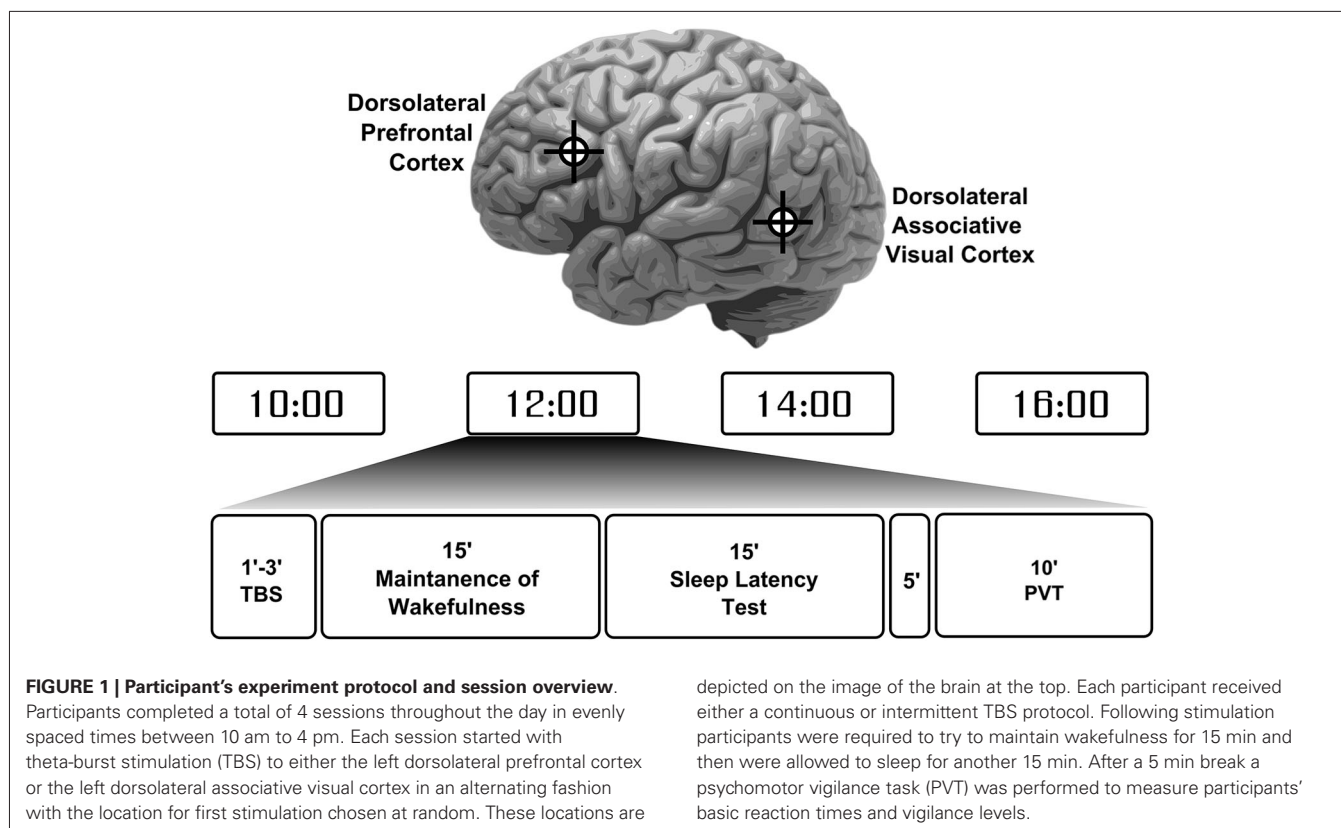 Dorsolateral
Prefrontal
Cortex
Dorsolateral
Associative
Visual Cortex
10:00
12:00
14:00
16:00
1'-3'
TBS
15'
Maintanence of
Wakefulness
15'
Sleep Latency
Test
5'
10'
PVT
FIGURE 1 | Participant's experiment protocol and session overview.
Participants completed a total of 4 sessions throughout the day in evenly
spaced times between 10 am to 4 pm. Each session started with
theta-burst stimulation (TBS) to either the left dorsolateral prefrontal cortex
or the left dorsolateral associative visual cortex in an alternating fashion
with the location for first stimulation chosen at random. These locations are
depicted on the image of the brain at the top. Each participant received
either a continuous or intermittent TBS protocol. Following stimulation
participants were required to try to maintain wakefulness for 15 min and
then were allowed to sleep for another 15 min. After a 5 min break a
psychomotor vigilance task (PVT) was performed to measure participants'
basic reaction times and vigilance levels.